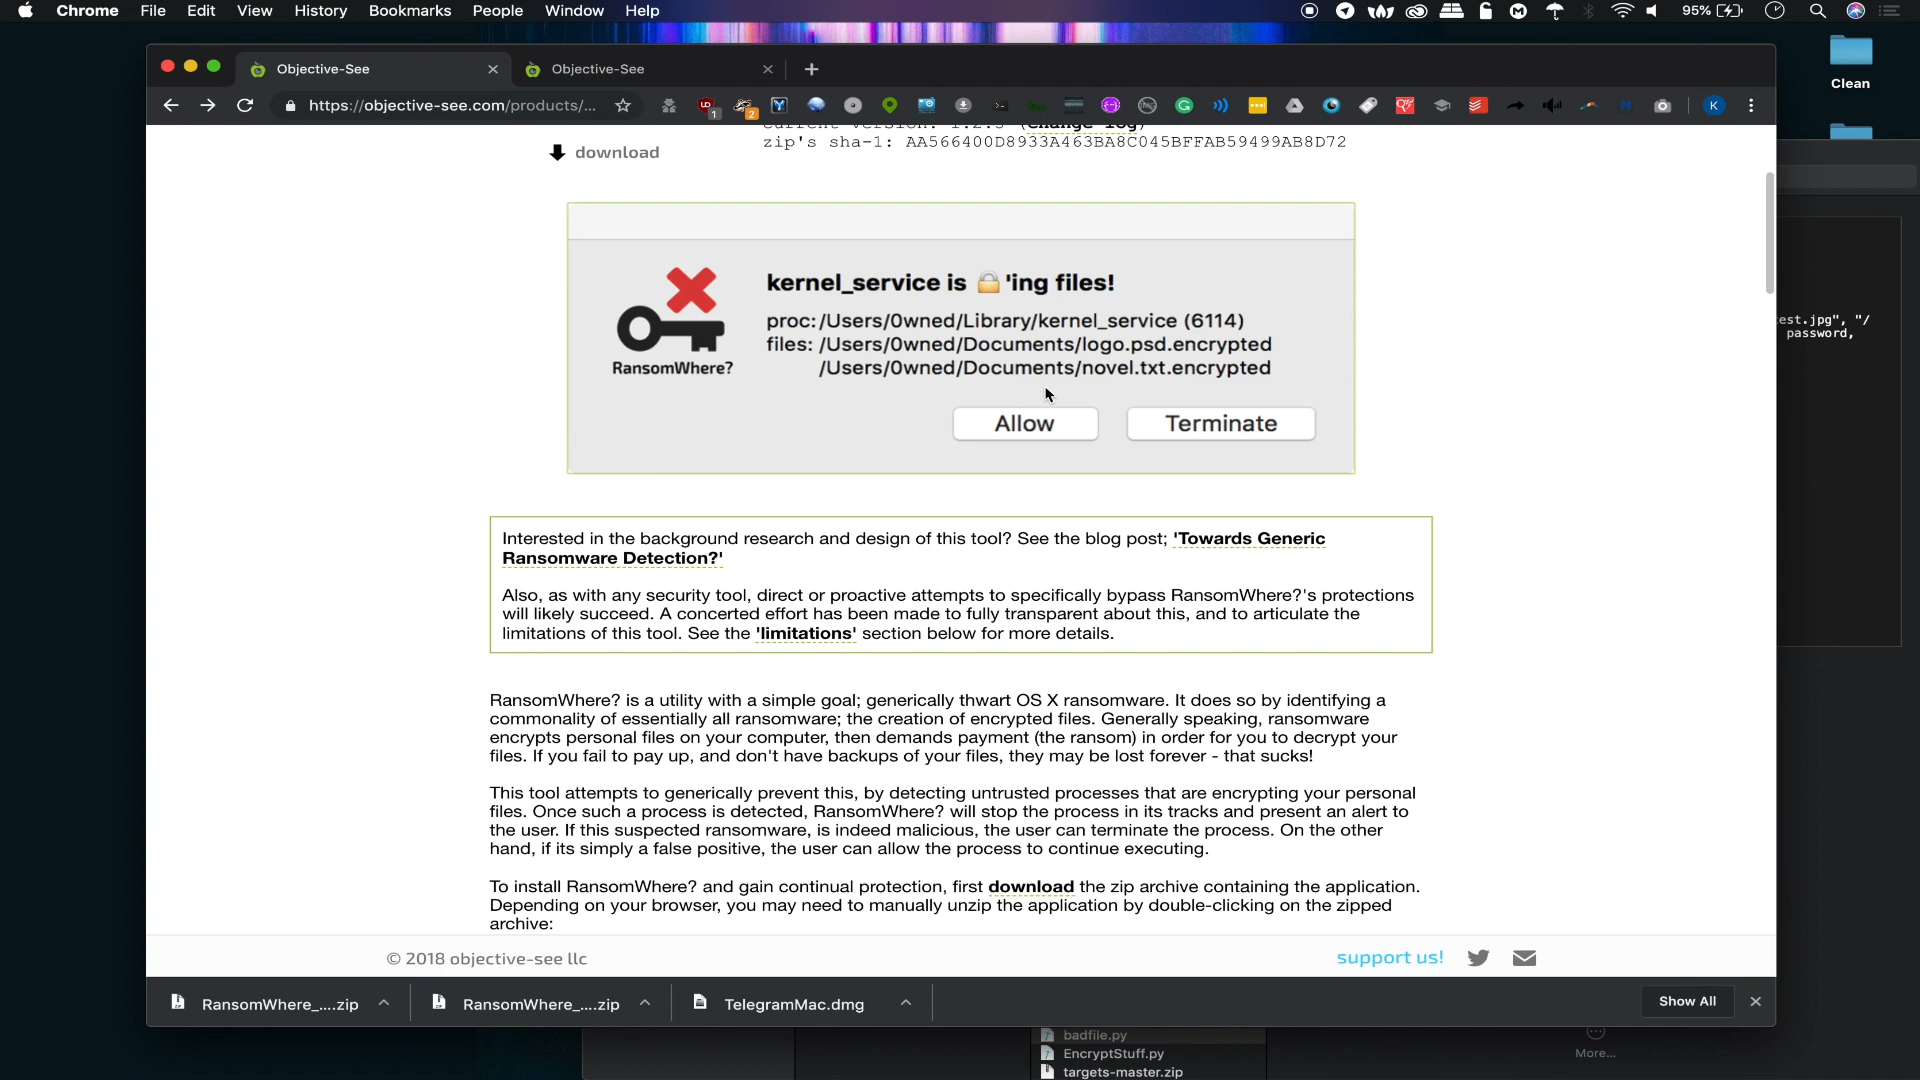 Chrome File Edit View History Bookmarks People Window Help 95%
Clean
Objective-See
Objective-See
https://objective-see.com/products/...
1
2
K
(change log)
zip's sha-1: AA566400D8933A463BA8C045BFFAB59499AB8D72
download
kernel_service is 🔒'ing files!
proc:/Users/0wned/Library/kernel_service (6114)
files: /Users/0wned/Documents/logo.psd.encrypted
/Users/0wned/Documents/novel.txt.encrypted
RansomWhere?
Allow Terminate
est.jpg", "/
password,
Interested in the background research and design of this tool? See the blog post; 'Towards Generic
Ransomware Detection?'
Also, as with any security tool, direct or proactive attempts to specifically bypass RansomWhere?'s protections
will likely succeed. A concerted effort has been made to fully transparent about this, and to articulate the
limitations of this tool. See the 'limitations' section below for more details.
RansomWhere? is a utility with a simple goal; generically thwart OS X ransomware. It does so by identifying a
commonality of essentially all ransomware; the creation of encrypted files. Generally speaking, ransomware
encrypts personal files on your computer, then demands payment (the ransom) in order for you to decrypt your
files. If you fail to pay up, and don't have backups of your files, they may be lost forever - that sucks!
This tool attempts to generically prevent this, by detecting untrusted processes that are encrypting your personal
files. Once such a process is detected, RansomWhere? will stop the process in its tracks and present an alert to
the user. If this suspected ransomware, is indeed malicious, the user can terminate the process. On the other
hand, if its simply a false positive, the user can allow the process to continue executing.
To install RansomWhere? and gain continual protection, first download the zip archive containing the application.
Depending on your browser, you may need to manually unzip the application by double-clicking on the zipped
archive:
© 2018 objective-see llc
support us!
RansomWhere_....zip
RansomWhere_....zip
TelegramMac.dmg
Show All
badfile.py
EncryptStuff.py
targets-master.zip
More...